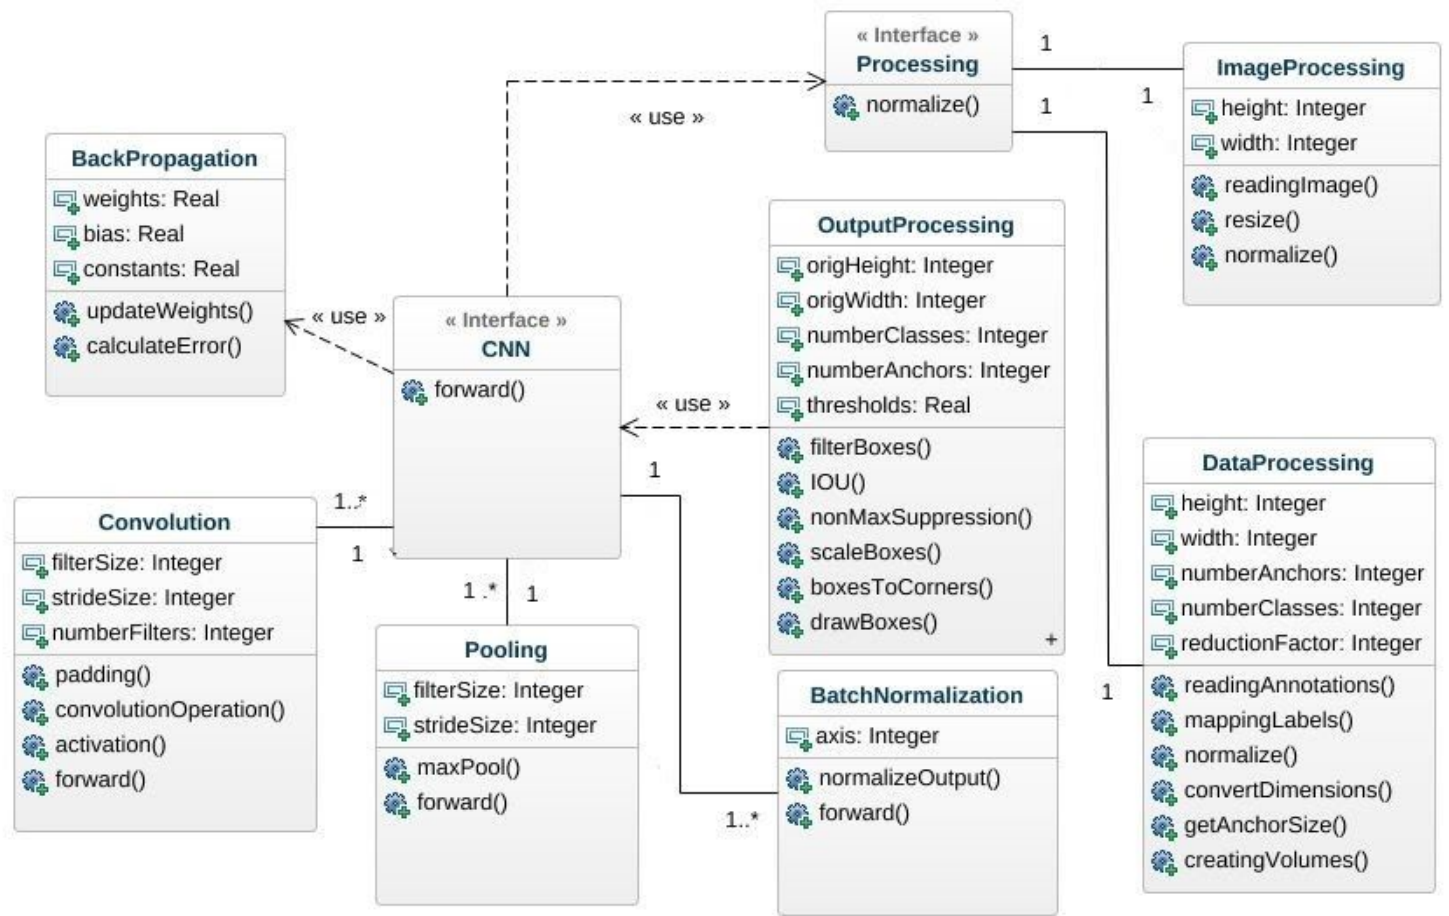 « Interface »
Processing
normalize()
1
1
1
ImageProcessing
height: Integer
width: Integer
readingImage()
resize()
normalize()
« use »
BackPropagation
weights: Real
bias: Real
constants: Real
updateWeights()
calculateError()
« use »
« Interface »
CNN
forward()
« use »
OutputProcessing
origHeight: Integer
origWidth: Integer
numberClasses: Integer
numberAnchors: Integer
thresholds: Real
filterBoxes()
IOU()
nonMaxSuppression()
scaleBoxes()
boxesToCorners()
drawBoxes()
+
1
DataProcessing
height: Integer
width: Integer
numberAnchors: Integer
numberClasses: Integer
reductionFactor: Integer
readingAnnotations()
mappingLabels()
normalize()
convertDimensions()
getAnchorSize()
creatingVolumes()
1
Convolution
filterSize: Integer
strideSize: Integer
numberFilters: Integer
padding()
convolutionOperation()
activation()
forward()
1..*
1
1 .*
1
Pooling
filterSize: Integer
strideSize: Integer
maxPool()
forward()
BatchNormalization
axis: Integer
normalizeOutput()
forward()
1..*